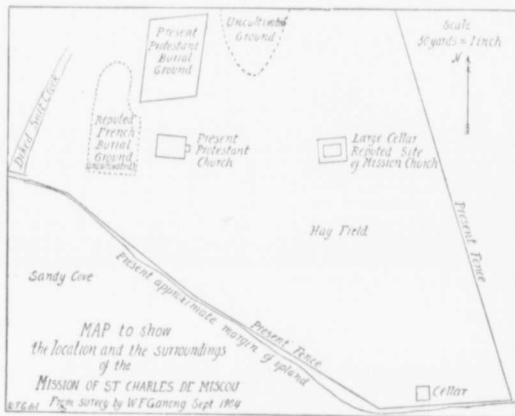 Present
Protestant
Burial
Ground
Uncultivated
Ground
Scale
50 yards = 1 inch
N
Diked Salt Creek
Reputed
French
Burial
Ground
Uncultivated
Present
Protestant
Church
Large Cellar
Reputed Site
of Mission Church
Present Fence
Hay Field
Sandy Cove
Present Fence
Present approximate margin of upland
MAP to show
the location and the surroundings
of the
MISSION OF ST CHARLES DE MISCOU
From survey by W F Ganong Sept. 1904
Cellar